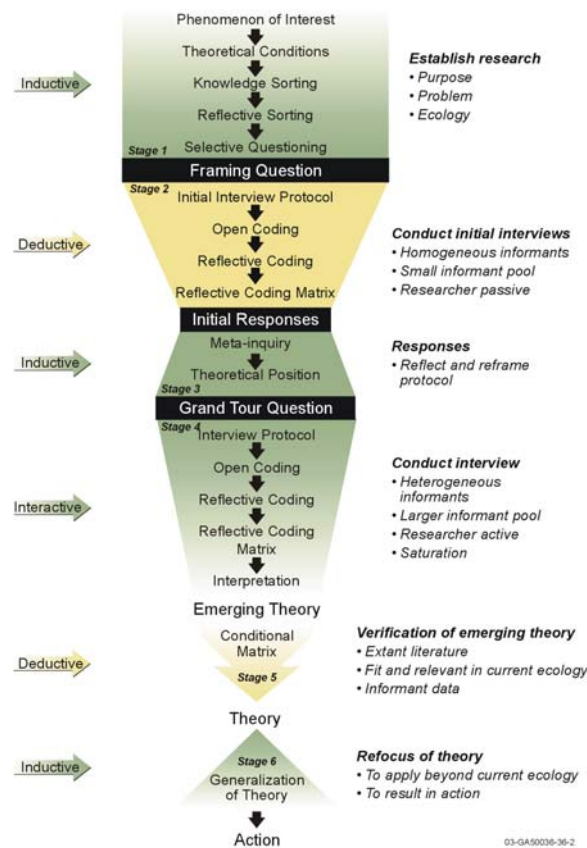 Phenomenon of Interest
Theoretical Conditions
Knowledge Sorting
Reflective Sorting
Selective Questioning
Stage 1
Inductive
Establish research
• Purpose
• Problem
• Ecology
Framing Question
Stage 2
Initial Interview Protocol
Open Coding
Reflective Coding
Reflective Coding Matrix
Deductive
Conduct initial interviews
• Homogeneous informants
• Small informant pool
• Researcher passive
Initial Responses
Meta-inquiry
Theoretical Position
Stage 3
Inductive
Responses
• Reflect and reframe
protocol
Grand Tour Question
Stage 4
Interview Protocol
Open Coding
Reflective Coding
Reflective Coding
Matrix
Interpretation
Interactive
Conduct interview
• Heterogeneous
informants
• Larger informant pool
• Researcher active
• Saturation
Emerging Theory
Conditional
Matrix
Stage 5
Deductive
Verification of emerging theory
• Extant literature
• Fit and relevant in current ecology
• Informant data
Theory
Stage 6
Generalization
of Theory
Inductive
Refocus of theory
• To apply beyond current ecology
• To result in action
Action
03-GA50036-36-2